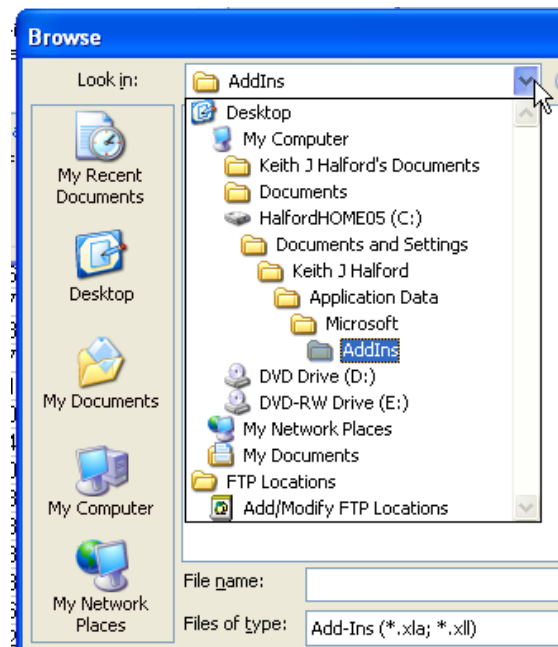 Browse
Look in:
AddIns
Desktop
My Computer
Keith J Halford's Documents
Documents
HalfordHOME05 (C:)
Documents and Settings
Keith J Halford
Application Data
Microsoft
AddIns
DVD Drive (D:)
DVD-RW Drive (E:)
My Network Places
My Documents
FTP Locations
Add/Modify FTP Locations
My Recent
Documents
Desktop
My Documents
My Computer
My Network
Places
File name:
Files of type:
Add-Ins (*.xla; *.xll)